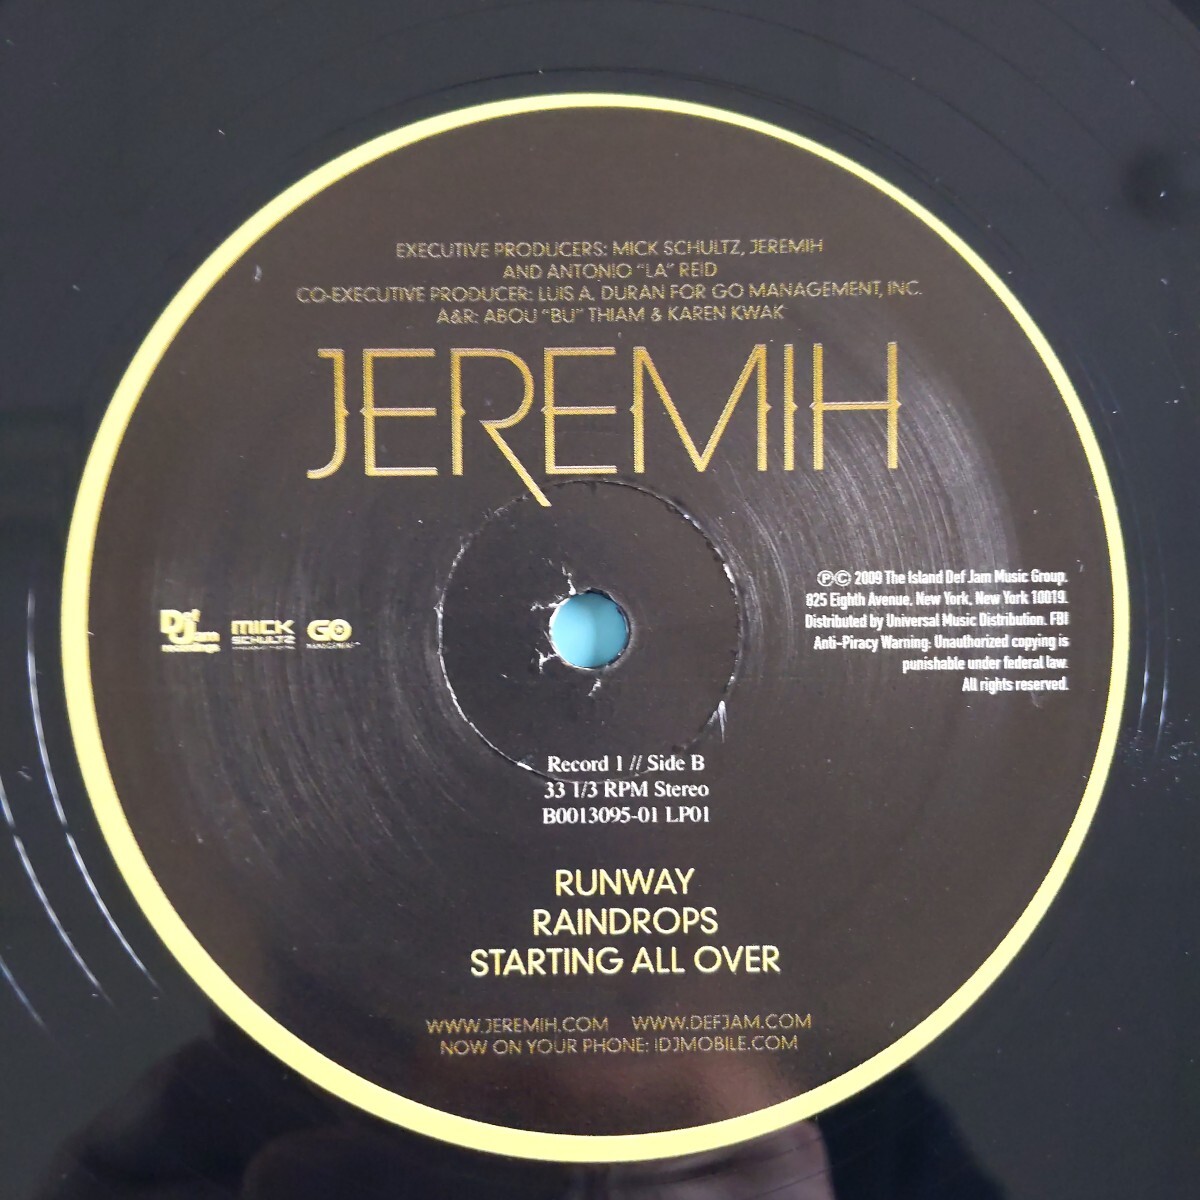 EXECUTIVE PRODUCERS: MICK SCHULTZ, JEREMIH
AND ANTONIO "LA" REID
CO-EXECUTIVE PRODUCER: LUIS A. DURAN FOR GO MANAGEMENT, INC.
A&R: ABOU "BU" THIAM & KAREN KWAK
JEREMIH
Def Jam
recordings
MICK
SCHULTZ
GO
MANAGEMENT
Ⓟ© 2009 The Island Def Jam Music Group.
825 Eighth Avenue, New York, New York 10019.
Distributed by Universal Music Distribution. FBI
Anti-Piracy Warning: Unauthorized copying is
punishable under federal law.
All rights reserved.
Record 1 // Side B
33 1/3 RPM Stereo
B0013095-01 LP01
RUNWAY
RAINDROPS
STARTING ALL OVER
WWW.JEREMIH.COM WWW.DEFJAM.COM
NOW ON YOUR PHONE: IDJMOBILE.COM